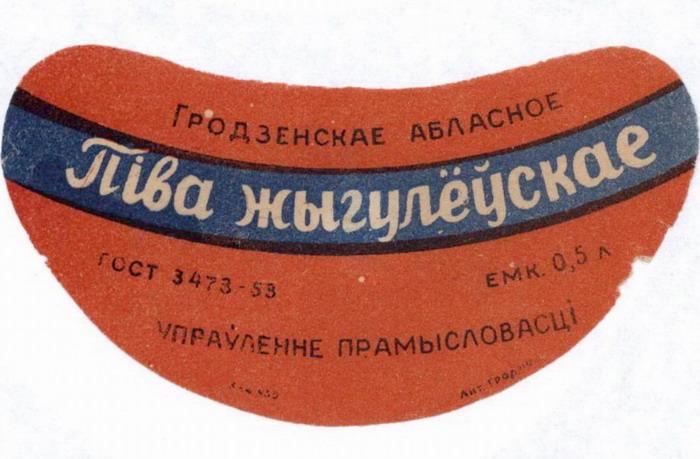 ГРОДЗЕНСКАЕ АБЛАСНОЕ
Піва жыгулёўскае
ГОСТ 3473-53
ЕМК. 0,5 л
УПРАЎЛЕННЕ ПРАМЫСЛОВАСЦІ